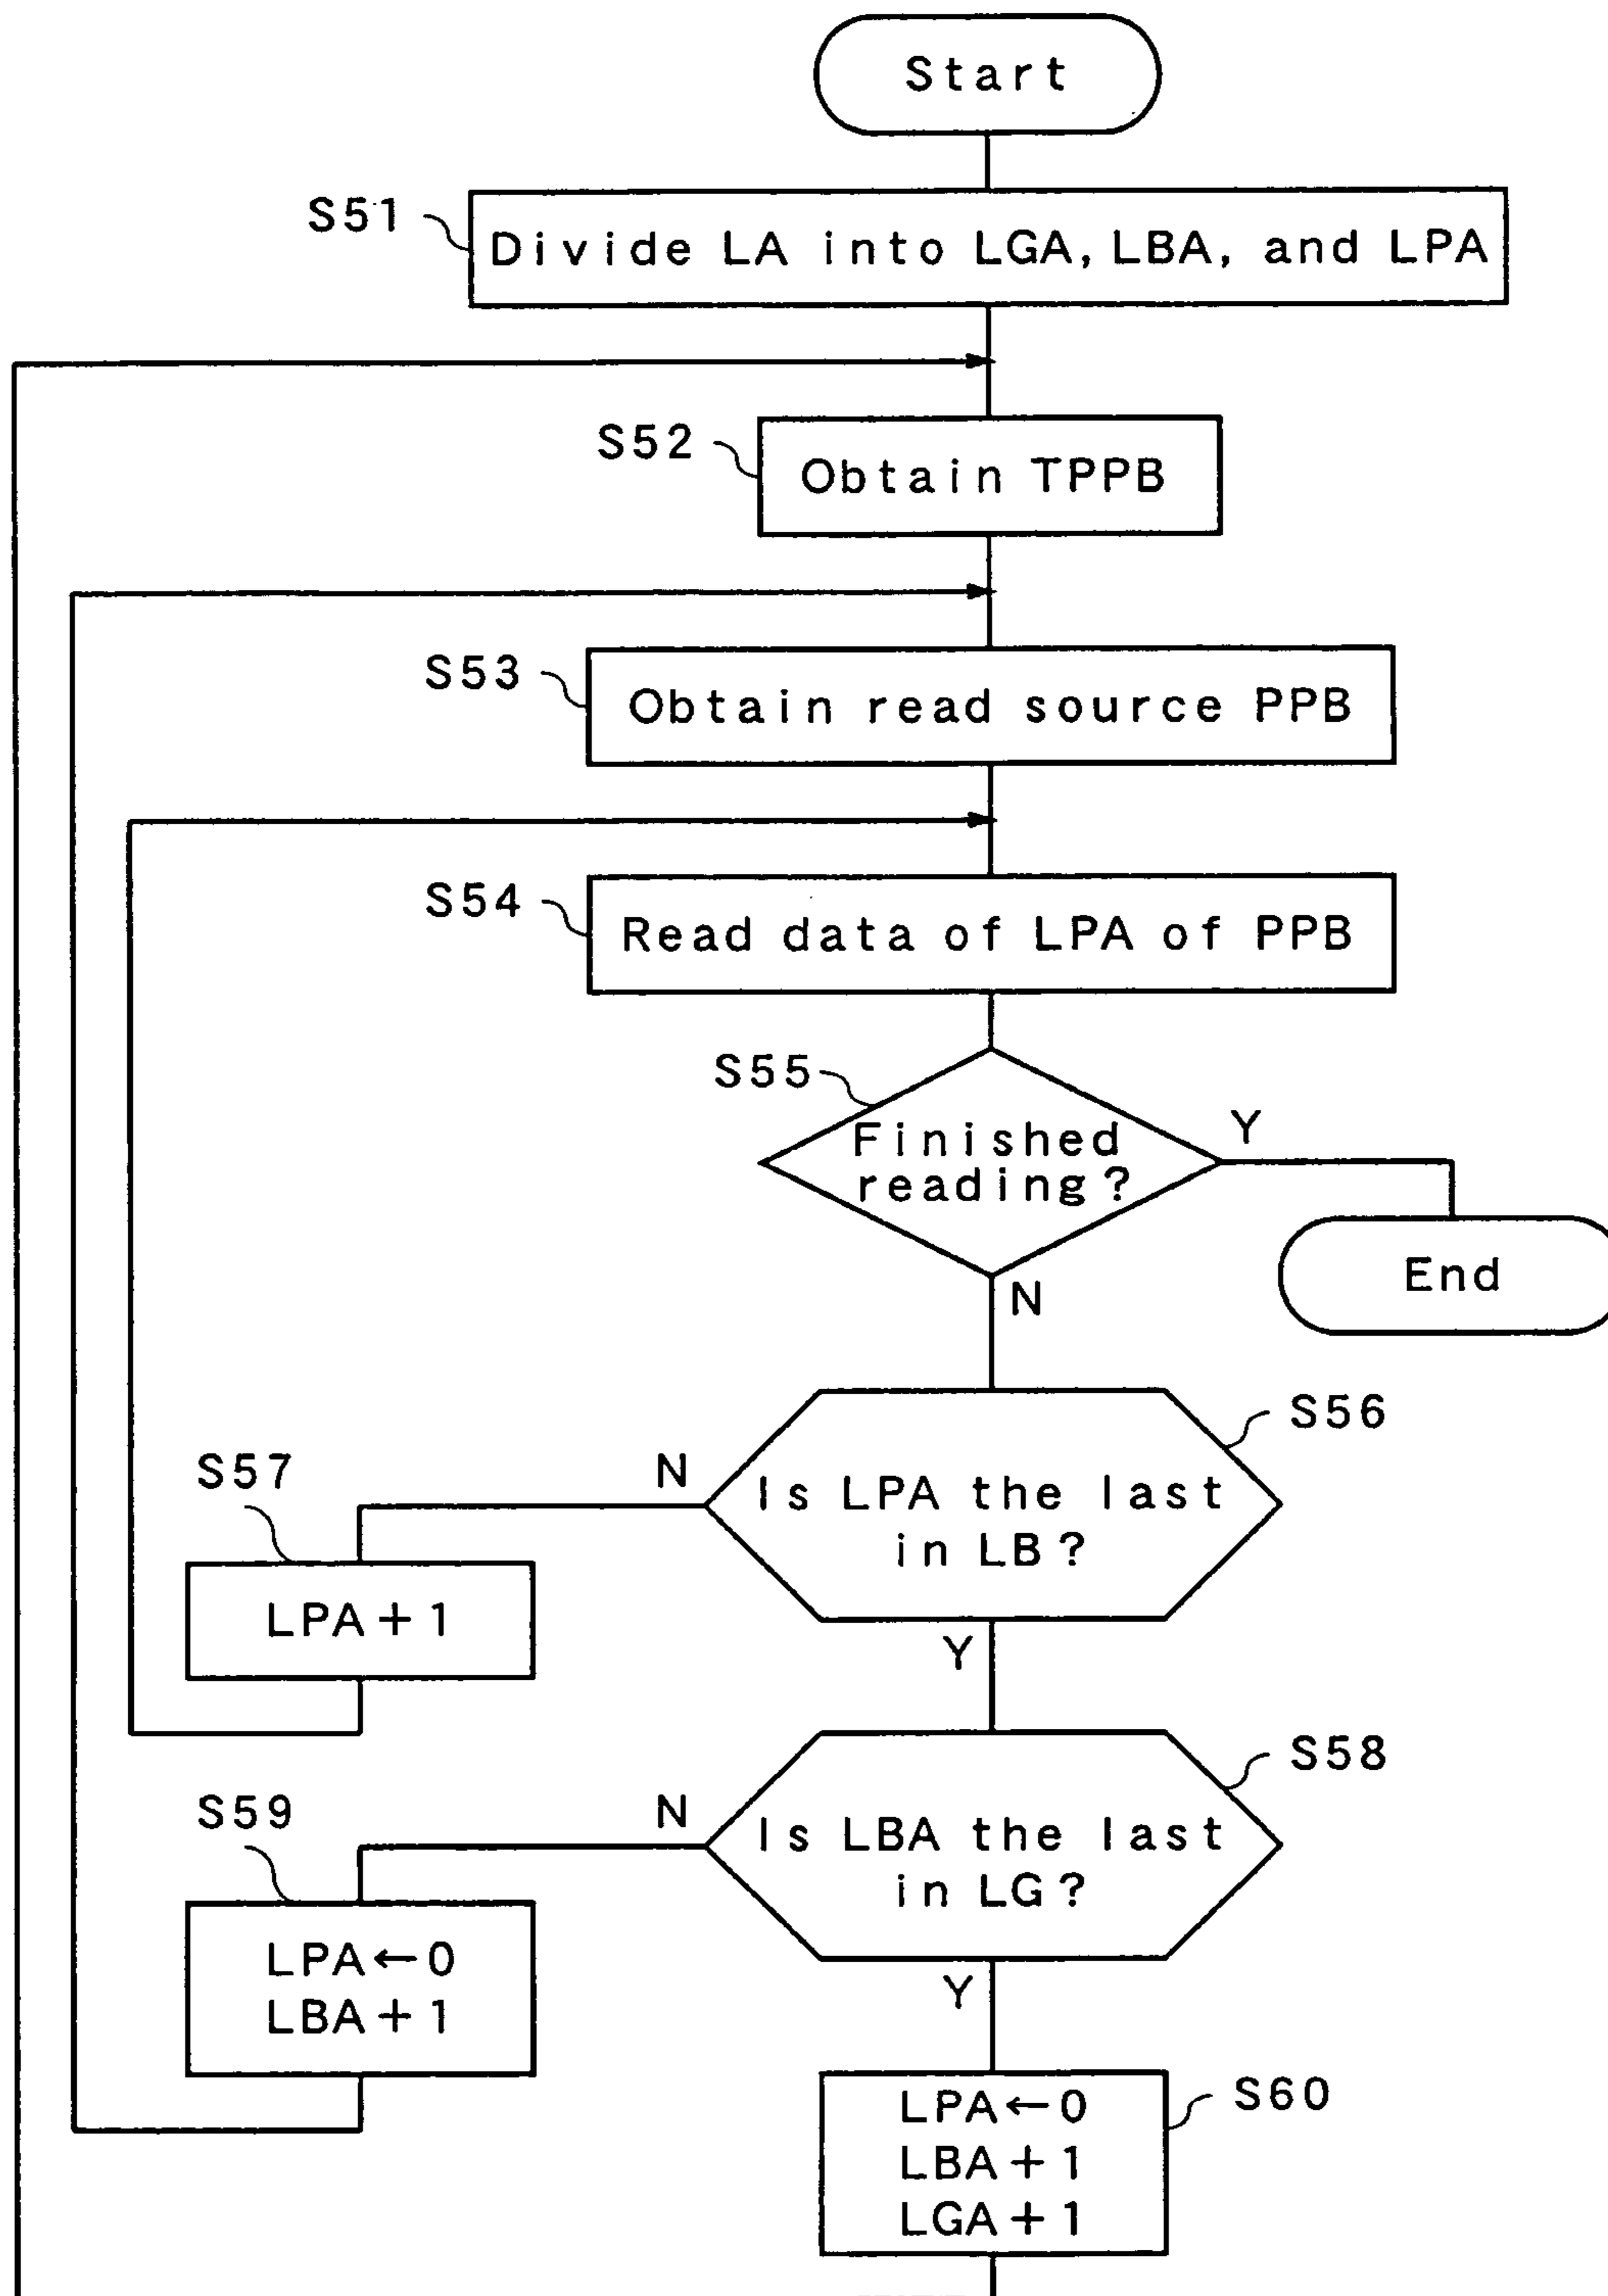 Start
S51
Divide LA into LGA, LBA, and LPA
S52
Obtain TPPB
S53
Obtain read source PPB
S54
Read data of LPA of PPB
S55
Finished
reading?
Y
End
N
S56
Is LPA the last
in LB?
N
S57
LPA+1
Y
S58
Is LBA the last
in LG?
N
S59
LPA←0
LBA+1
Y
S60
LPA←0
LBA+1
LGA+1